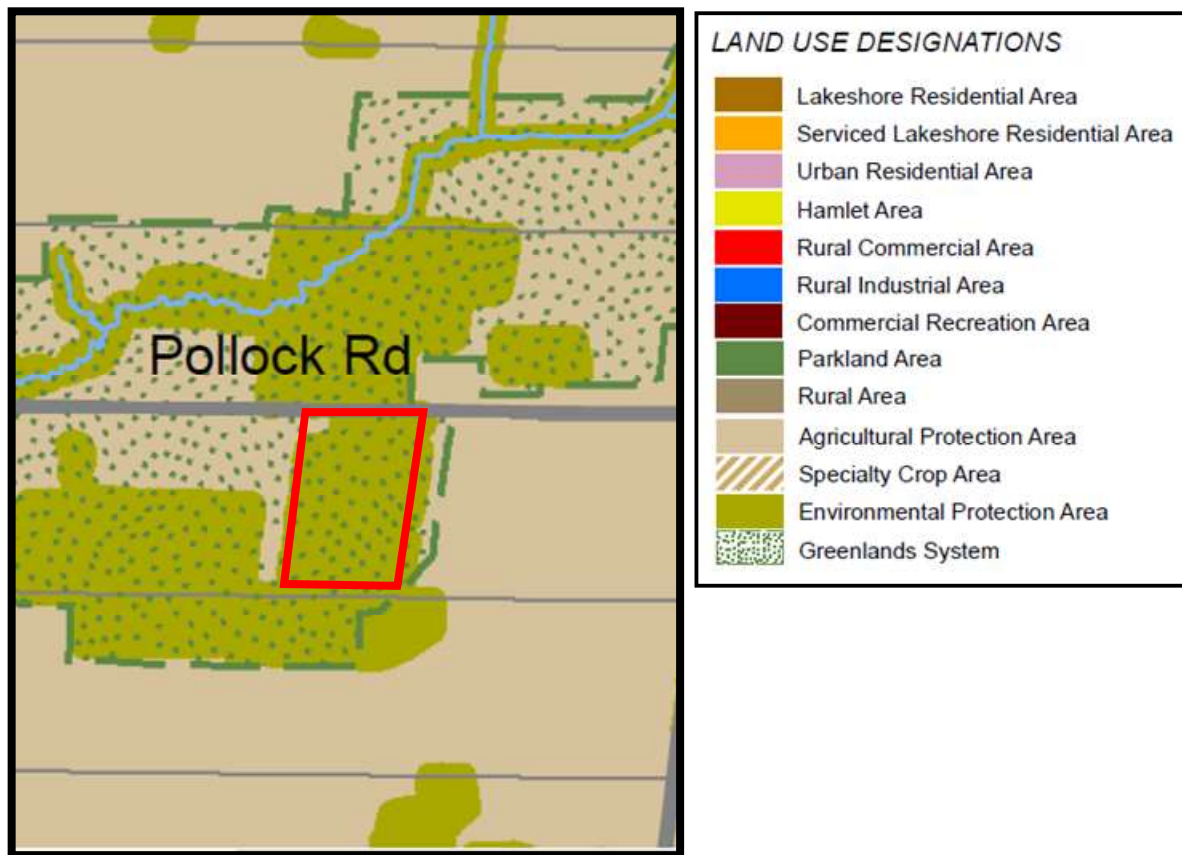 Pollock Rd
LAND USE DESIGNATIONS
Lakeshore Residential Area
Serviced Lakeshore Residential Area
Urban Residential Area
Hamlet Area
Rural Commercial Area
Rural Industrial Area
Commercial Recreation Area
Parkland Area
Rural Area
Agricultural Protection Area
Specialty Crop Area
Environmental Protection Area
Greenlands System